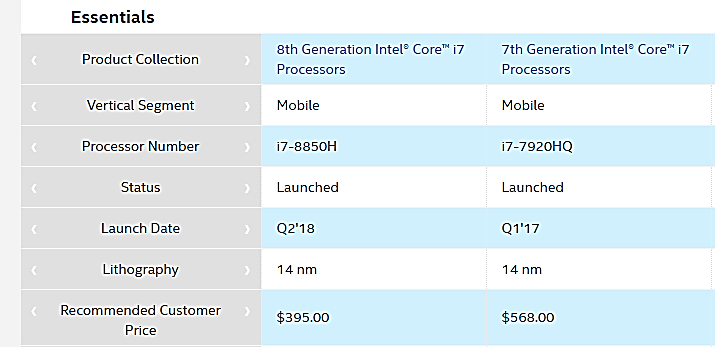 Essentials
Product Collection
8th Generation Intel® Core™ i7
Processors
7th Generation Intel® Core™ i7
Processors
Vertical Segment
Mobile
Mobile
Processor Number
i7-8850H
i7-7920HQ
Status
Launched
Launched
Launch Date
Q2'18
Q1'17
Lithography
14 nm
14 nm
Recommended Customer
Price
$395.00
$568.00